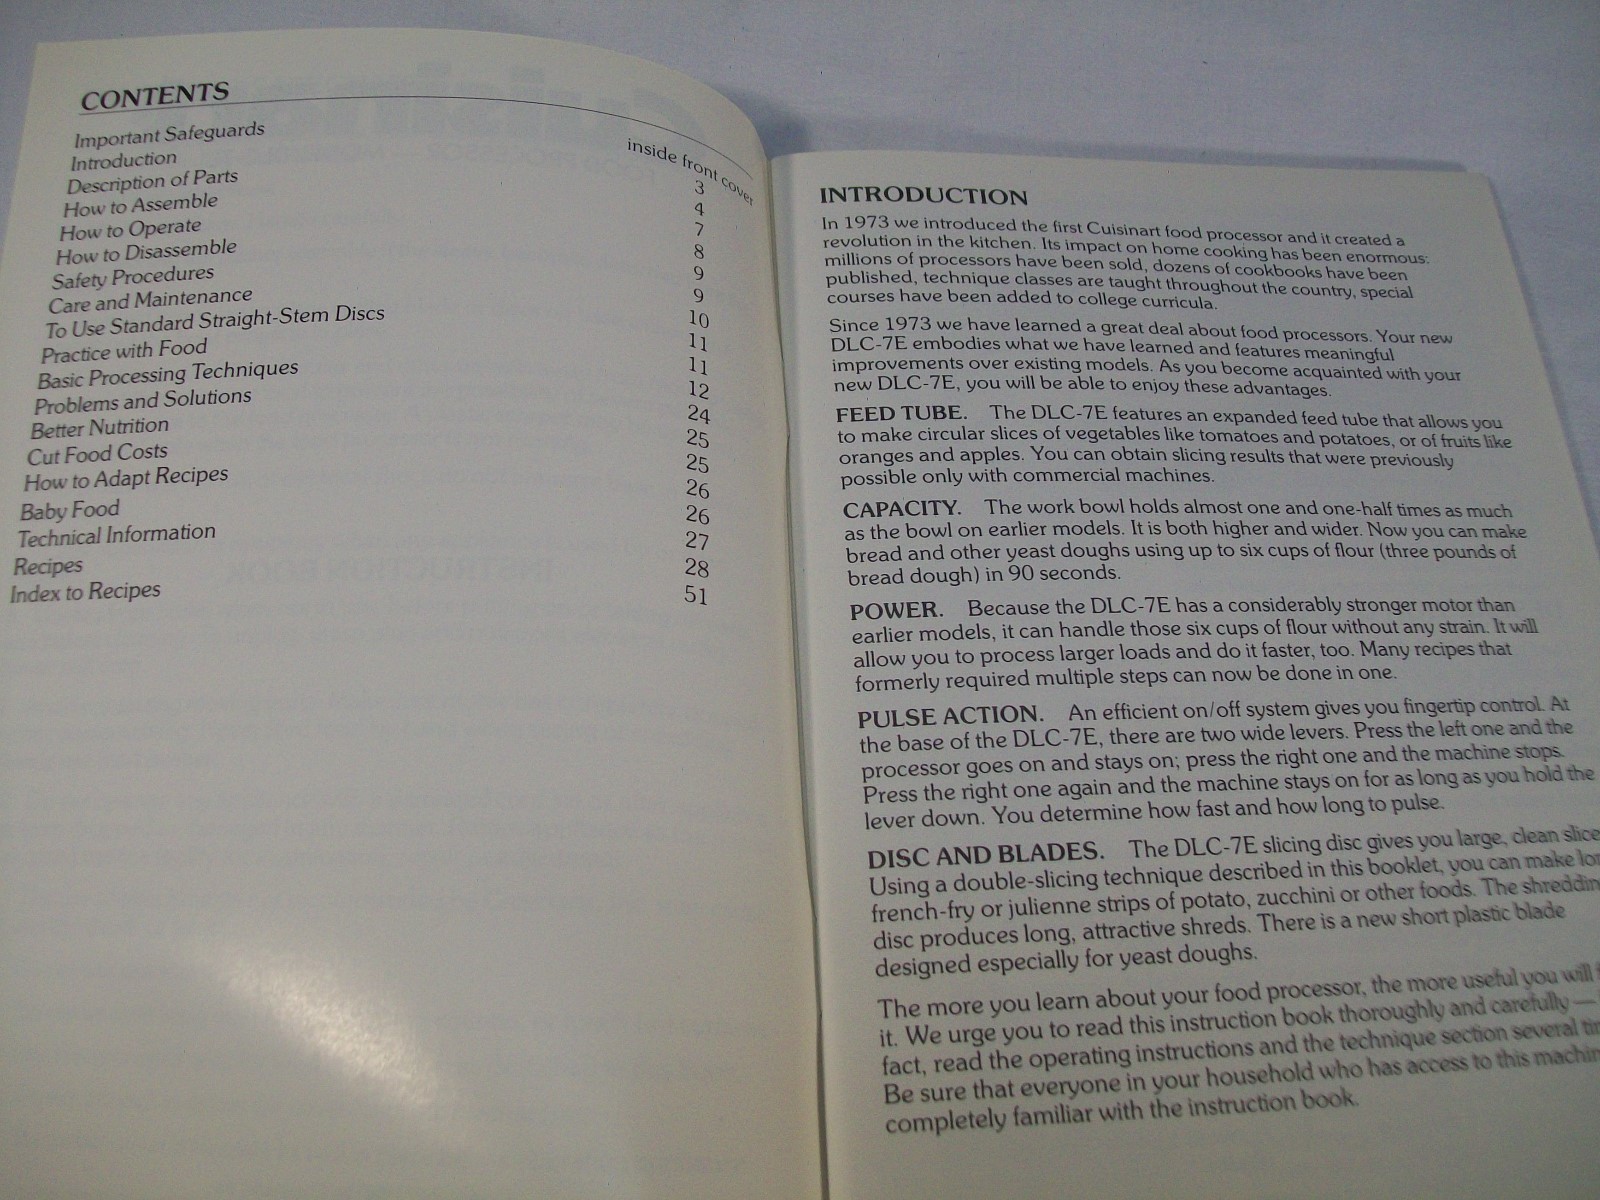 CONTENTS
Important Safeguards inside front cover
Introduction 3
Description of Parts 4
How to Assemble 7
How to Operate 8
How to Disassemble 9
Safety Procedures 9
Care and Maintenance 10
To Use Standard Straight-Stem Discs 11
Practice with Food 11
Basic Processing Techniques 12
Problems and Solutions 24
Better Nutrition 25
Cut Food Costs 25
How to Adapt Recipes 26
Baby Food 26
Technical Information 27
Recipes 28
Index to Recipes 51
INTRODUCTION
In 1973 we introduced the first Cuisinart food processor and it created a
revolution in the kitchen. Its impact on home cooking has been enormous:
millions of processors have been sold, dozens of cookbooks have been
published, technique classes are taught throughout the country, special
courses have been added to college curricula.
Since 1973 we have learned a great deal about food processors. Your new
DLC-7E embodies what we have learned and features meaningful
improvements over existing models. As you become acquainted with your
new DLC-7E, you will be able to enjoy these advantages.
FEED TUBE. The DLC-7E features an expanded feed tube that allows you
to make circular slices of vegetables like tomatoes and potatoes, or of fruits like
oranges and apples. You can obtain slicing results that were previously
possible only with commercial machines.
CAPACITY. The work bowl holds almost one and one-half times as much
as the bowl on earlier models. It is both higher and wider. Now you can make
bread and other yeast doughs using up to six cups of flour (three pounds of
bread dough) in 90 seconds.
POWER. Because the DLC-7E has a considerably stronger motor than
earlier models, it can handle those six cups of flour without any strain. It will
allow you to process larger loads and do it faster, too. Many recipes that
formerly required multiple steps can now be done in one.
PULSE ACTION. An efficient on/off system gives you fingertip control. At
the base of the DLC-7E, there are two wide levers. Press the left one and the
processor goes on and stays on; press the right one and the machine stops.
Press the right one again and the machine stays on for as long as you hold the
lever down. You determine how fast and how long to pulse.
DISC AND BLADES. The DLC-7E slicing disc gives you large, clean slice
Using a double-slicing technique described in this booklet, you can make lon
french-fry or julienne strips of potato, zucchini or other foods. The shreddin
disc produces long, attractive shreds. There is a new short plastic blade
designed especially for yeast doughs.
The more you learn about your food processor, the more useful you will
it. We urge you to read this instruction book thoroughly and carefully —
fact, read the operating instructions and the technique section several tim
Be sure that everyone in your household who has access to this machin
completely familiar with the instruction book.